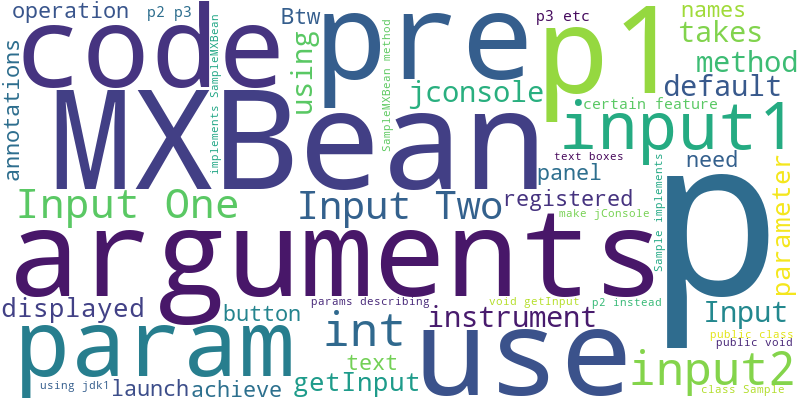 operation
p2 p3
Btw
p3 etc
names
takes
code
pre
p1
method
using
annotations
implements SampleMXBean
SampleMXBean method
jconsole
default
certain feature
MXBean
input1
text boxes
need
panel
Input One
Input Two
registered
make jConsole
Sample implements
parameter
arguments
p
displayed
params describing
void getInput
p2 instead
button
instrument
Input
param
int
use
public class
public void
text
input2
using jdk1
launch
achieve
getInput
class Sample